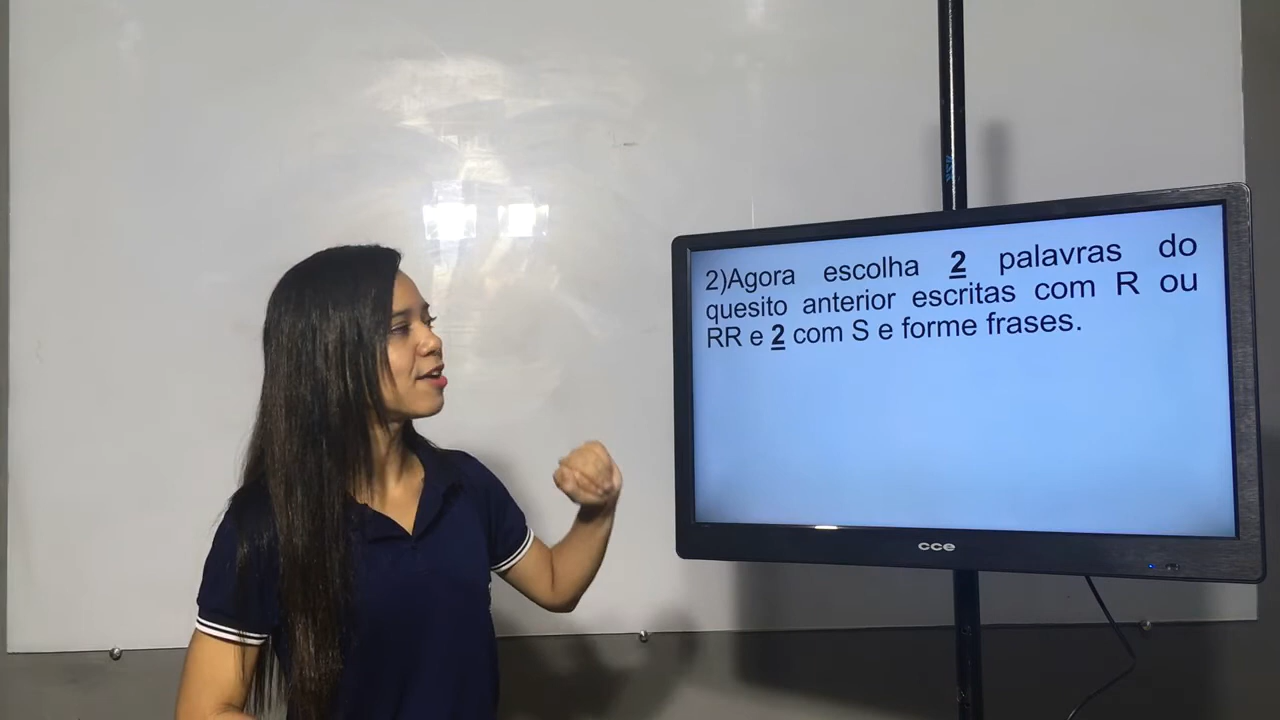 2)Agora escolha 2 palavras do
quesito anterior escritas com R ou
RR e 2 com S e forme frases.
cce